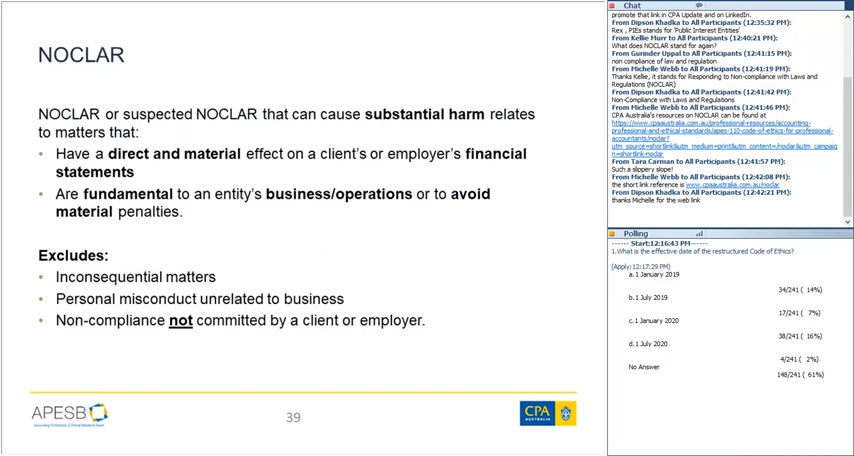 NOCLAR
NOCLAR or suspected NOCLAR that can cause substantial harm relates
to matters that:
• Have a direct and material effect on a client's or employer's financial
statements
• Are fundamental to an entity's business/operations or to avoid
material penalties.
Excludes:
• Inconsequential matters
• Personal misconduct unrelated to business
• Non-compliance not committed by a client or employer.
APESB
Accounting Professional & Ethical Standards Board
39
CPA
AUSTRALIA
Chat
promote that link in CPA Update and on LinkedIn.
From Dipson Khadka to All Participants (12:35:32 PM):
Rex , PIEs stands for 'Public Interest Entities'
From Kellie Murr to All Participants (12:40:21 PM):
What does NOCLAR stand for again?
From Gurinder Uppal to All Participants (12:41:15 PM):
non compliance of law and regulation
From Michelle Webb to All Participants (12:41:19 PM):
Thanks Kellie, it stands for Responding to Non-compliance with Laws and
Regulations (NOCLAR)
From Dipson Khadka to All Participants (12:41:42 PM):
Non-Compliance with Laws and Regulations
From Michelle Webb to All Participants (12:41:46 PM):
CPA Australia's resources on NOCLAR can be found at
https://www.cpaaustralia.com.au/professional-resources/accounting-
professional-and-ethical-standards/apes-110-code-of-ethics-for-professional-
accountants/noclar?
utm_source=shortlink&utm_medium=print&utm_content=/noclar&utm_campaig
n=shortlink-noclar
From Tara Carman to All Participants (12:41:57 PM):
Such a slippery slope!
From Michelle Webb to All Participants (12:42:08 PM):
the short link reference is www.cpaaustralia.com.au/noclar
From Dipson Khadka to All Participants (12:42:21 PM):
thanks Michelle for the web link
Polling
------ Start:12:16:43 PM------
1.What is the effective date of the restructured Code of Ethics?
(Apply:12:17:29 PM)
a.1 January 2019
34/241 ( 14%)
b.1 July 2019
17/241 ( 7%)
c.1 January 2020
38/241 ( 16%)
d.1 July 2020
4/241 ( 2%)
No Answer
148/241 ( 61%)